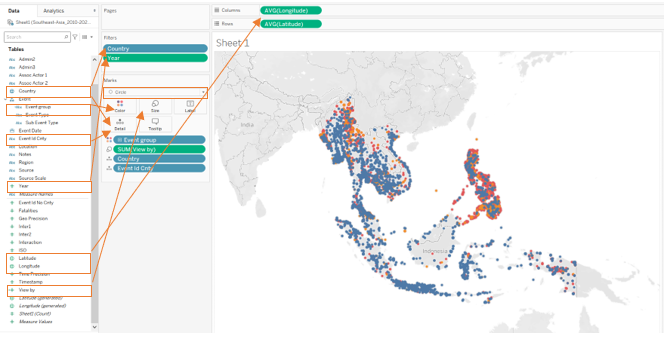 Data
Analytics
Sheet1 (Southeast-Asia_2010-202...
Search
Tables
Admin2
Admin3
Assoc Actor 1
Assoc Actor 2
Country
Event
Event group
Event Type
Sub Event Type
Event Date
Event Id Cnty
Location
Notes
Region
Source
Source Scale
Year
Measure Names
Event Id No Cnty
Fatalities
Geo Precision
Inter1
Inter2
Interaction
ISO
Latitude
Longitude
Time Precision
Timestamp
View by
Latitude (generated)
Longitude (generated)
Sheet1 (Count)
Measure Values
Pages
Filters
Country
Year
Marks
Circle
Color
Size
Label
Detail
Tooltip
Event group
SUM(View by)
Country
Event Id Cnty
Columns
AVG(Longitude)
Rows
AVG(Latitude)
Sheet 1
India
Indonesia